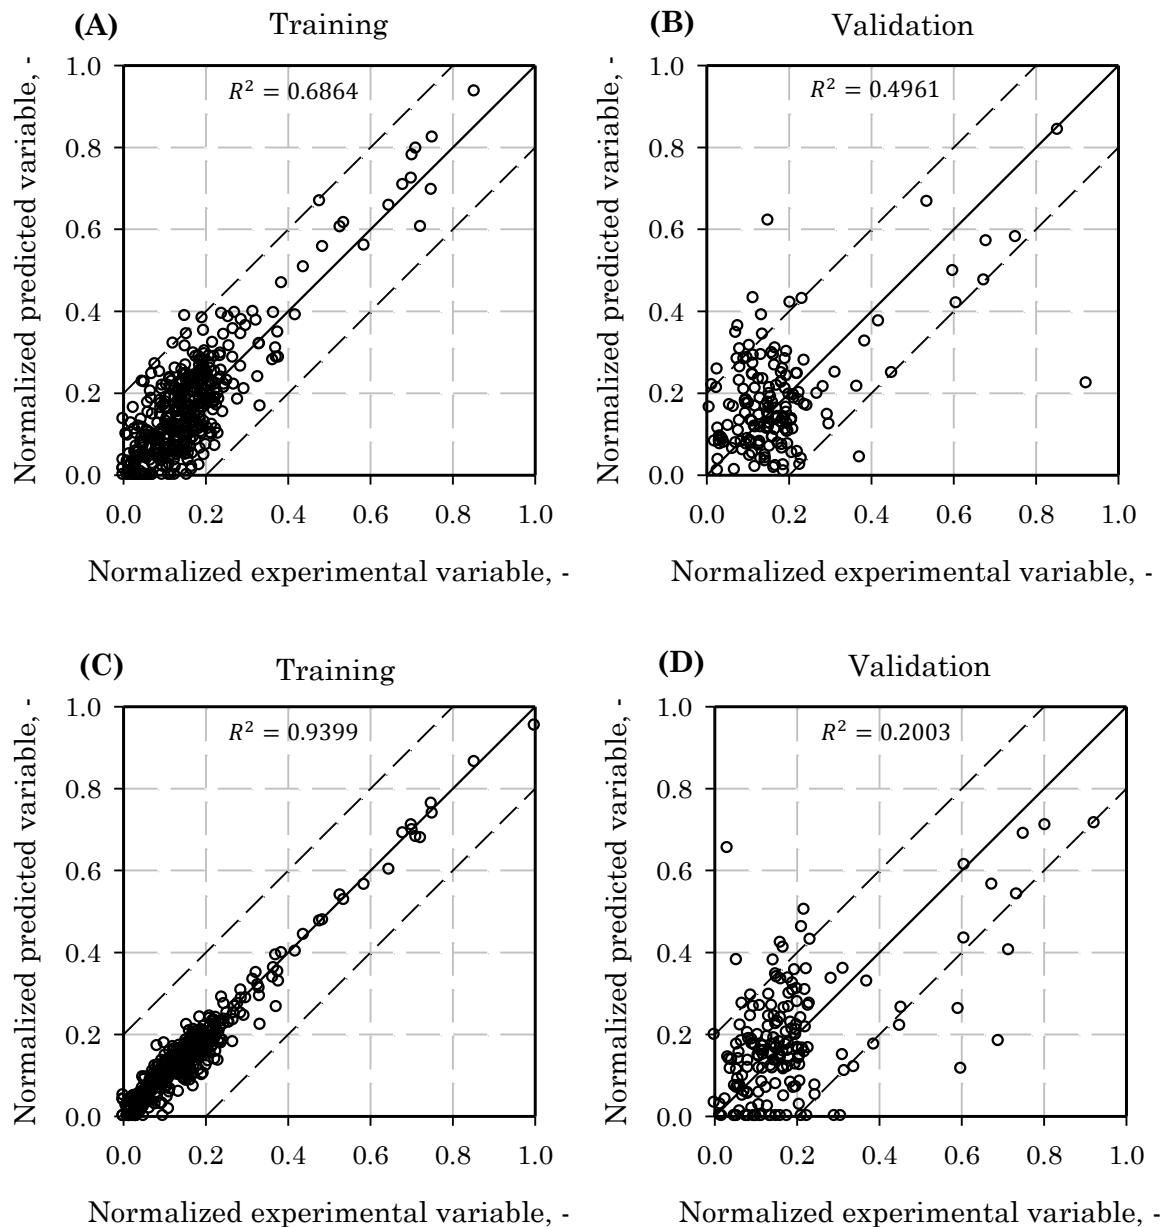 (A) Training
R² = 0.6864
Normalized predicted variable, -
1.0
0.8
0.6
0.4
0.2
0.0
0.0 0.2 0.4 0.6 0.8 1.0
Normalized experimental variable, -
(B) Validation
R² = 0.4961
Normalized predicted variable, -
1.0
0.8
0.6
0.4
0.2
0.0
0.0 0.2 0.4 0.6 0.8 1.0
Normalized experimental variable, -
(C) Training
R² = 0.9399
Normalized predicted variable, -
1.0
0.8
0.6
0.4
0.2
0.0
0.0 0.2 0.4 0.6 0.8 1.0
Normalized experimental variable, -
(D) Validation
R² = 0.2003
Normalized predicted variable, -
1.0
0.8
0.6
0.4
0.2
0.0
0.0 0.2 0.4 0.6 0.8 1.0
Normalized experimental variable, -